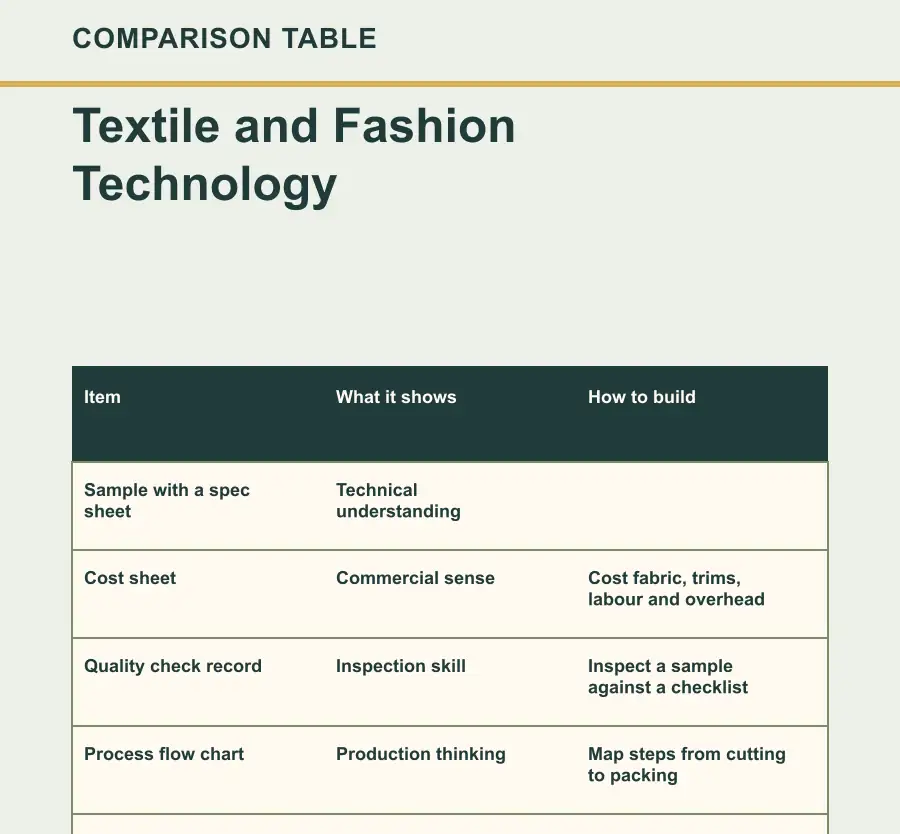 COMPARISON TABLE
Textile and Fashion
Technology
Item What it shows How to build
Sample with a spec Technical
sheet understanding
Cost sheet Commercial sense Cost fabric, trims,
labour and overhead
Quality check record Inspection skill Inspect a sample
against a checklist
Process flow chart Production thinking Map steps from cutting
to packing